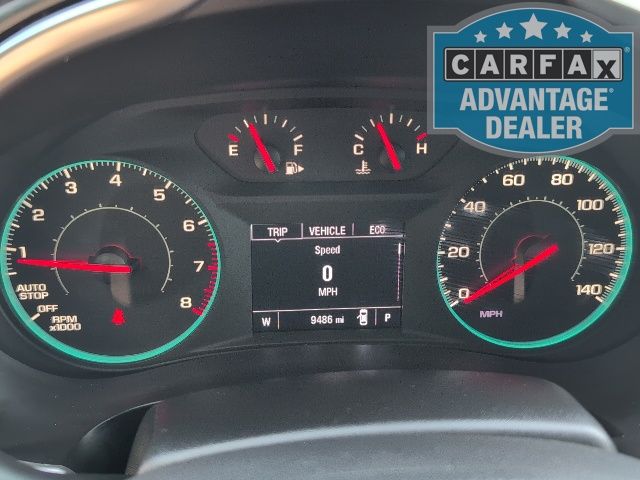 CARFAX
ADVANTAGE®
DEALER
E F
C H
1 2 3 4 5 6 7 8
AUTO
STOP
OFF
RPM
x1000
TRIP VEHICLE ECO
Speed
0
MPH
W 9486 mi P
0 20 40 60 80 100 120 140
MPH